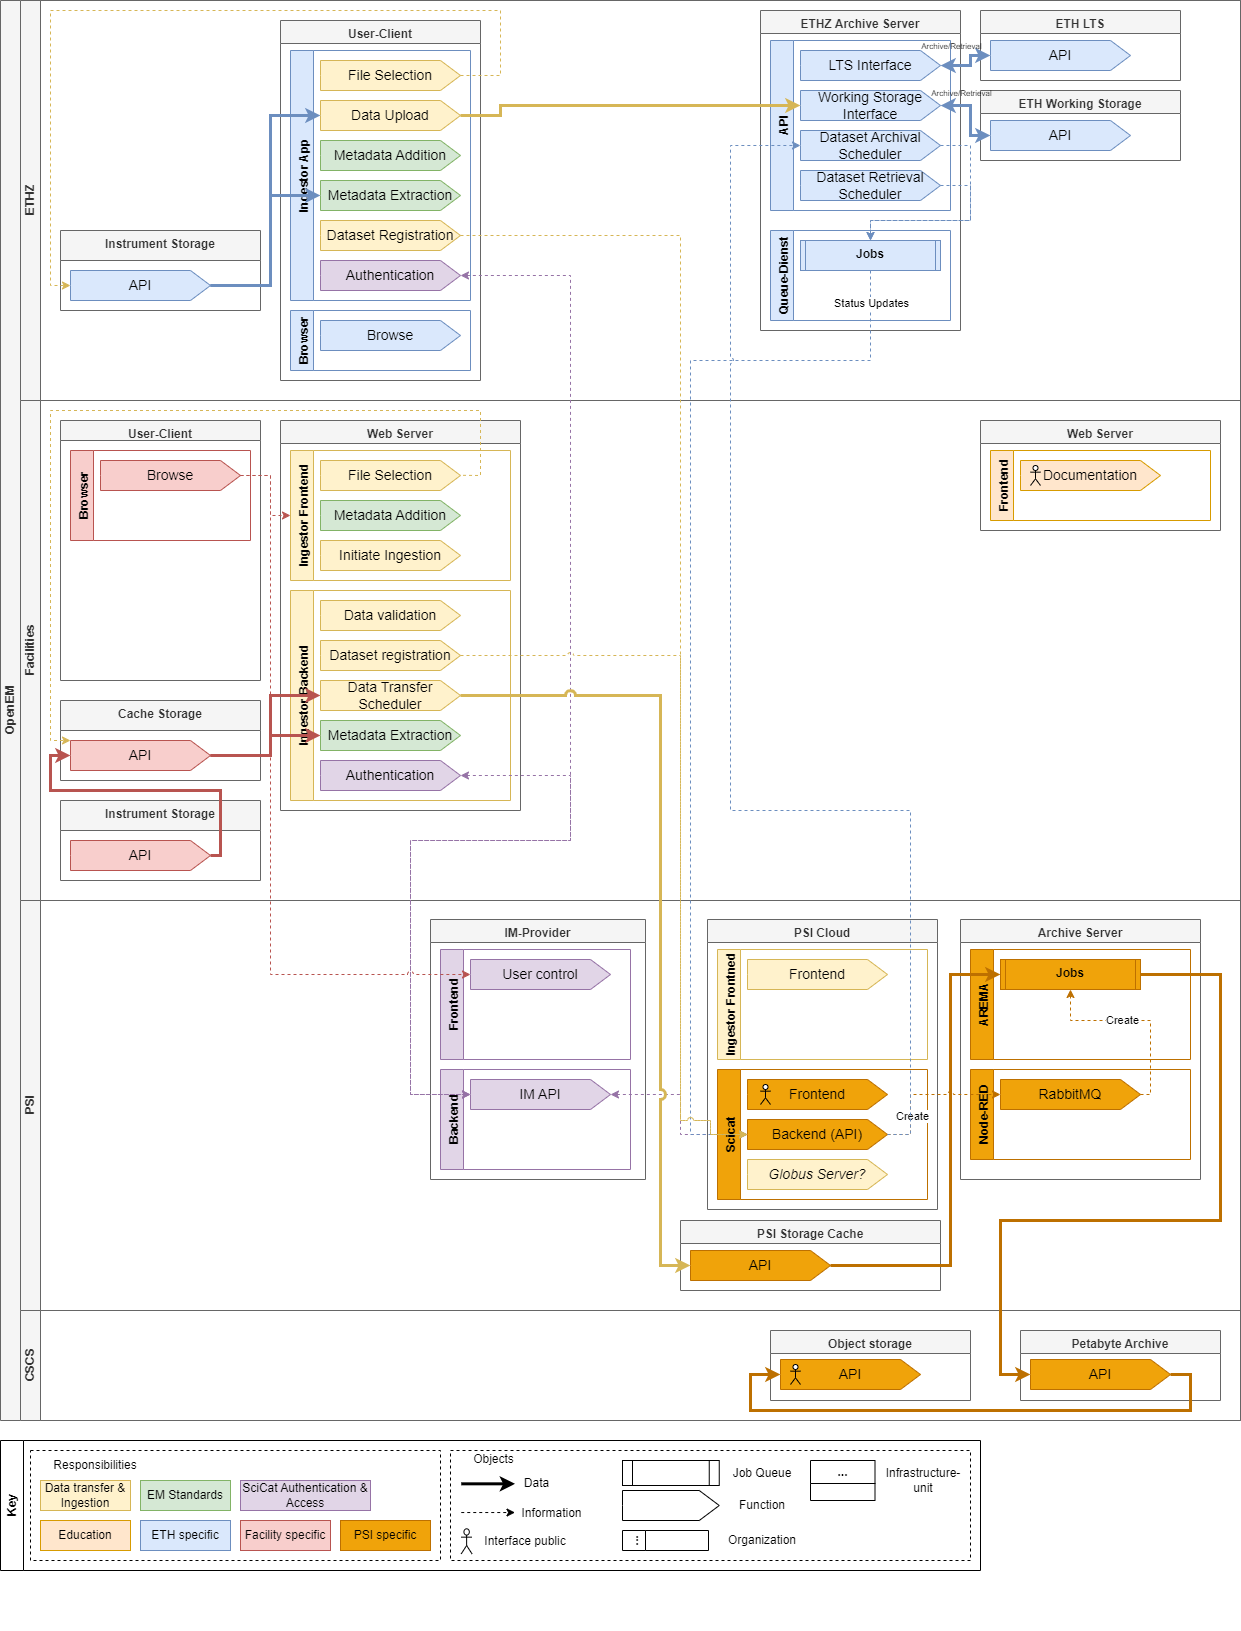 OpenEM
ETHZ
User-Client
Ingestor App
File Selection
Data Upload
Metadata Addition
Metadata Extraction
Dataset Registration
Authentication
Browser
Browse
Instrument Storage
API
ETHZ Archive Server
API
LTS Interface
Working Storage
Interface
Dataset Archival
Scheduler
Dataset Retrieval
Scheduler
Queue-Dienst
Jobs
Status Updates
Archive/Retrieval
Archive/Retrieval
ETH LTS
API
ETH Working Storage
API
Facilities
User-Client
Browser
Browse
Cache Storage
API
Instrument Storage
API
Web Server
Ingestor Frontend
File Selection
Metadata Addition
Initiate Ingestion
Ingestor Backend
Data validation
Dataset registration
Data Transfer
Scheduler
Metadata Extraction
Authentication
Web Server
Frontend
Documentation
PSI
IM-Provider
Frontend
User control
Backend
IM API
PSI Cloud
Ingestor Frontned
Frontend
Scicat
Frontend
Backend (API)
Globus Server?
Create
Archive Server
AREMA
Jobs
Create
Node-RED
RabbitMQ
PSI Storage Cache
API
CSCS
Object storage
API
Petabyte Archive
API
Key
Responsibilities
Data transfer &
Ingestion
EM Standards
SciCat Authentication &
Access
Education
ETH specific
Facility specific
PSI specific
Objects
Data
Information
Interface public
Job Queue
Function
...
Organization
...
Infrastructure-
unit